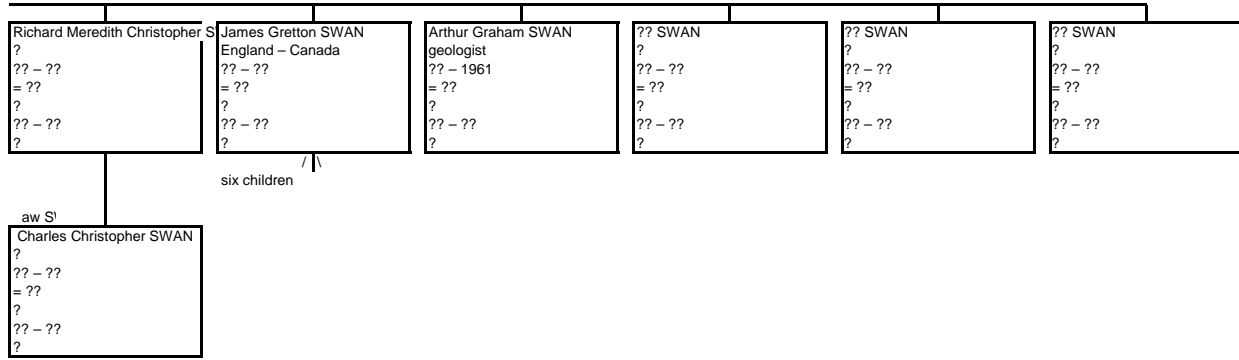 Richard Meredith Christopher S
?
?? – ??
= ??
?
?? – ??
?
James Gretton SWAN
England – Canada
?? – ??
= ??
?
?? – ??
?
/ \
six children
Arthur Graham SWAN
geologist
?? – 1961
= ??
?
?? – ??
?
?? SWAN
?
?? – ??
= ??
?
?? – ??
?
?? SWAN
?
?? – ??
= ??
?
?? – ??
?
?? SWAN
?
?? – ??
= ??
?
?? – ??
?
aw S
Charles Christopher SWAN
?
?? – ??
= ??
?
?? – ??
?